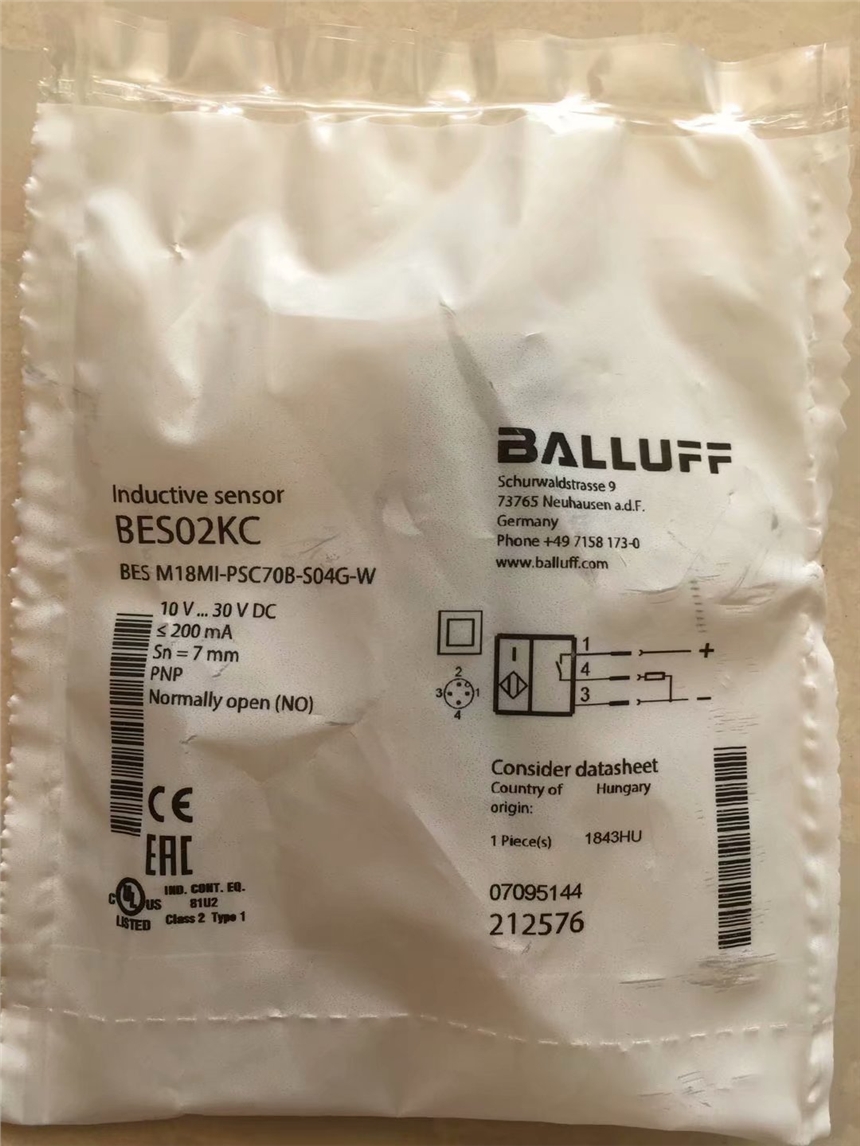 BALLUFF
Schurwaldstrasse 9
73765 Neuhausen a.d.F.
Germany
Phone +49 7158 173-0
www.balluff.com
Inductive sensor
BES02KC
BES M18MI-PSC70B-S04G-W
10 V ... 30 V DC
≤ 200 mA
Sn = 7 mm
PNP
Normally open (NO)
1
4
3
+
−
2
3 1
4
CE
EAC
C UL US
LISTED
IND. CONT. EQ.
81U2
Class 2 Type 1
Consider datasheet
Country of Hungary
origin:
1 Piece(s) 1843HU
07095144
212576